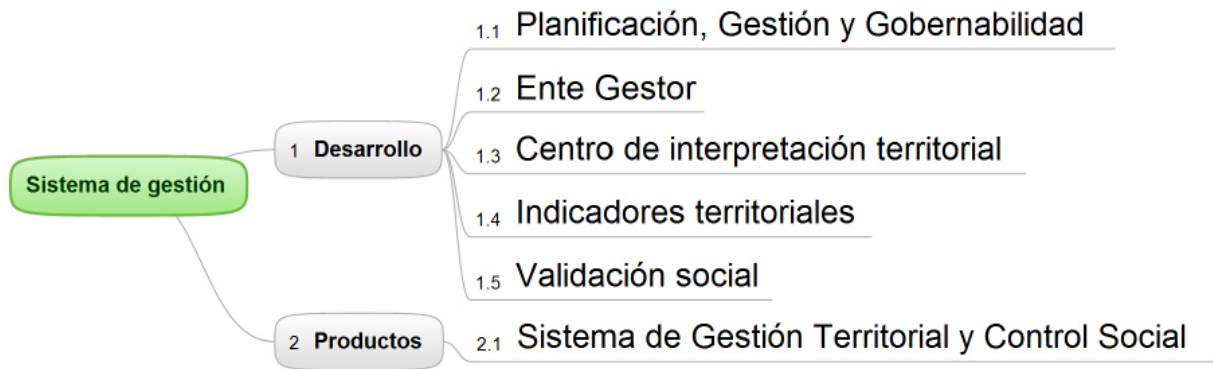 Sistema de gestión
1 Desarrollo
1.1 Planificación, Gestión y Gobernabilidad
1.2 Ente Gestor
1.3 Centro de interpretación territorial
1.4 Indicadores territoriales
1.5 Validación social
2 Productos
2.1 Sistema de Gestión Territorial y Control Social